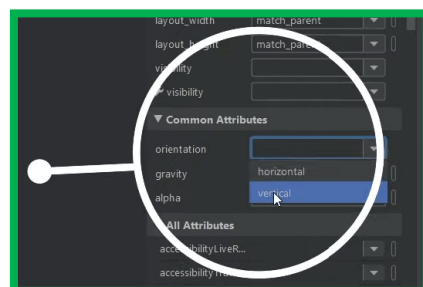 layout_width match_parent
layout_height match_parent
visibility
visibility
Common Attributes
orientation
horizontal
gravity
vertical
alpha
All Attributes
accessibilityLiveR...